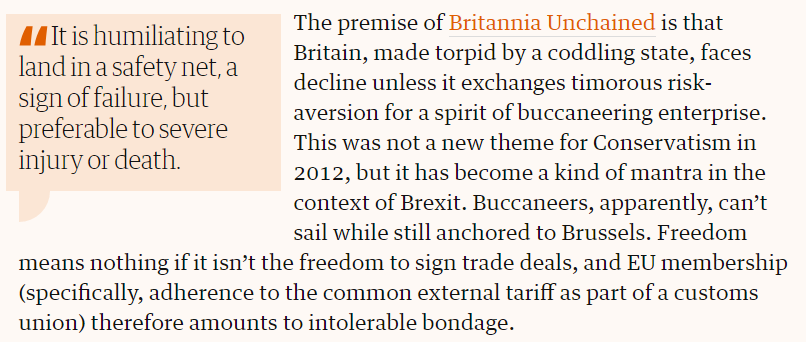 It is humiliating to
land in a safety net, a
sign of failure, but
preferable to severe
injury or death.
The premise of Britannia Unchained is that
Britain, made torpid by a coddling state, faces
decline unless it exchanges timorous risk-
aversion for a spirit of buccaneering enterprise.
This was not a new theme for Conservatism in
2012, but it has become a kind of mantra in the
context of Brexit. Buccaneers, apparently, can’t
sail while still anchored to Brussels. Freedom
means nothing if it isn’t the freedom to sign trade deals, and EU membership
(specifically, adherence to the common external tariff as part of a customs
union) therefore amounts to intolerable bondage.